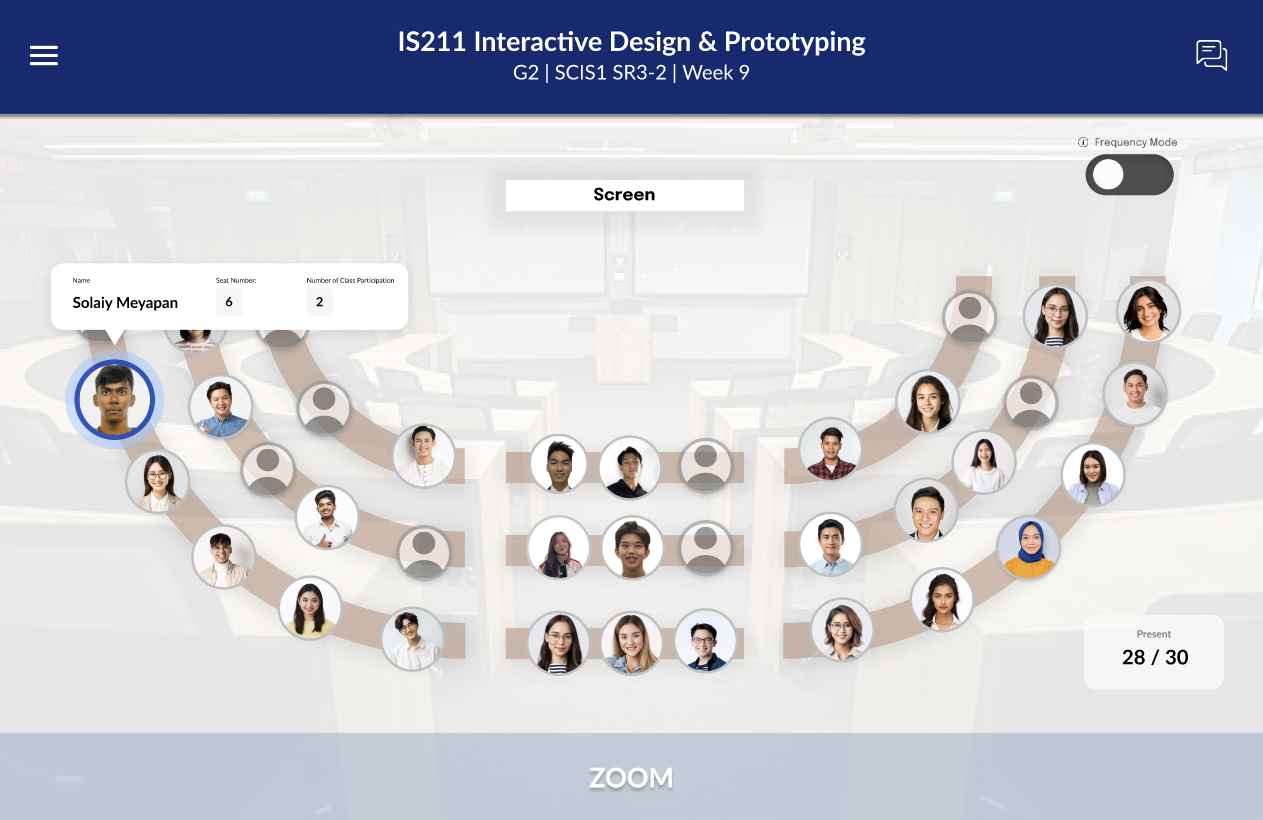 IS211 Interactive Design & Prototyping
G2 | SCIS1 SR3-2 | Week 9
Frequency Mode
Screen
Name
Seat Number:
Number of Class Participation
Solaiy Meyapan
6
2
Present
28 / 30
ZOOM